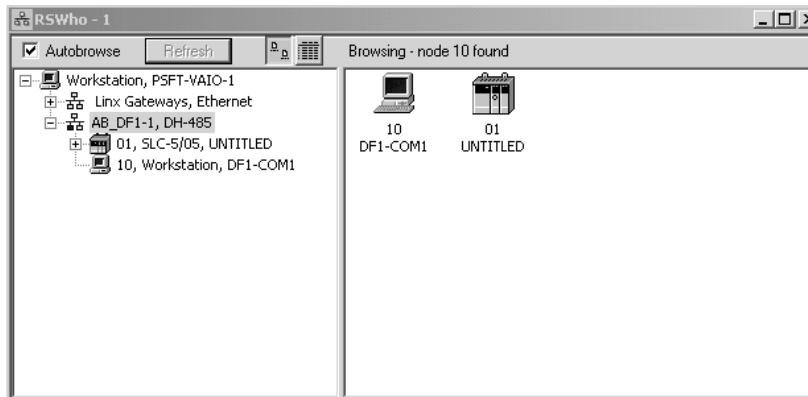 RSWho - 1
Autobrowse
Refresh
Browsing - node 10 found
Workstation, PSFT-VAIO-1
Linx Gateways, Ethernet
AB_DF1-1, DH-485
01, SLC-5/05, UNTITLED
10, Workstation, DF1-COM1
10
DF1-COM1
01
UNTITLED